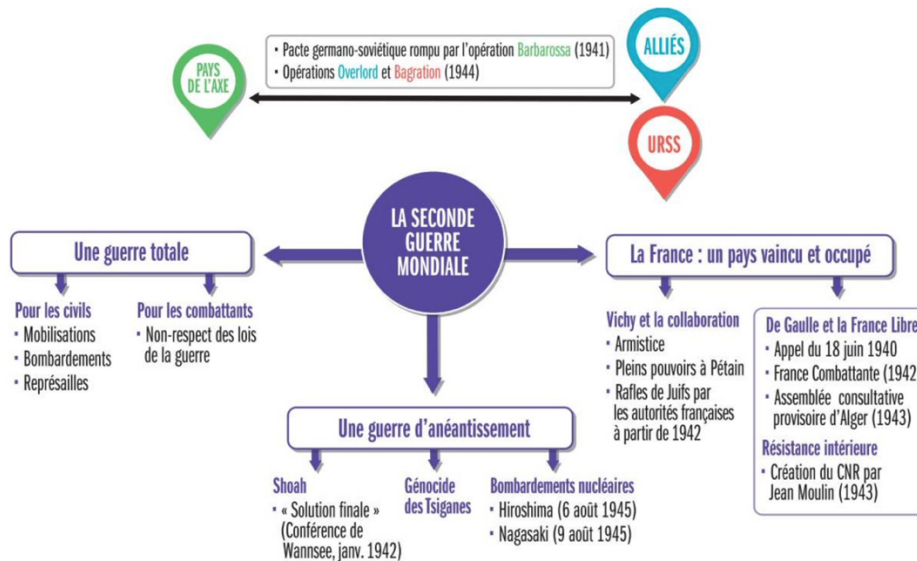 PAYS
DE L'AXE
• Pacte germano-soviétique rompu par l'opération Barbarossa (1941)
• Opérations Overlord et Bagration (1944)
ALLIÉS
URSS
LA SECONDE
GUERRE
MONDIALE
Une guerre totale
Pour les civils
• Mobilisations
• Bombardements
• Représailles
Pour les combattants
• Non-respect des lois
de la guerre
La France : un pays vaincu et occupé
Vichy et la collaboration
• Armistice
• Pleins pouvoirs à Pétain
• Rafles de Juifs par
les autorités françaises
à partir de 1942
De Gaulle et la France Libre
• Appel du 18 juin 1940
• France Combattante (1942
• Assemblée consultative
provisoire d'Alger (1943)
Résistance intérieure
• Création du CNR par
Jean Moulin (1943)
Une guerre d'anéantissement
Shoah
• « Solution finale »
(Conférence de
Wannsee, janv. 1942)
Génocide
des Tsiganes
Bombardements nucléaires
• Hiroshima (6 août 1945)
• Nagasaki (9 août 1945)